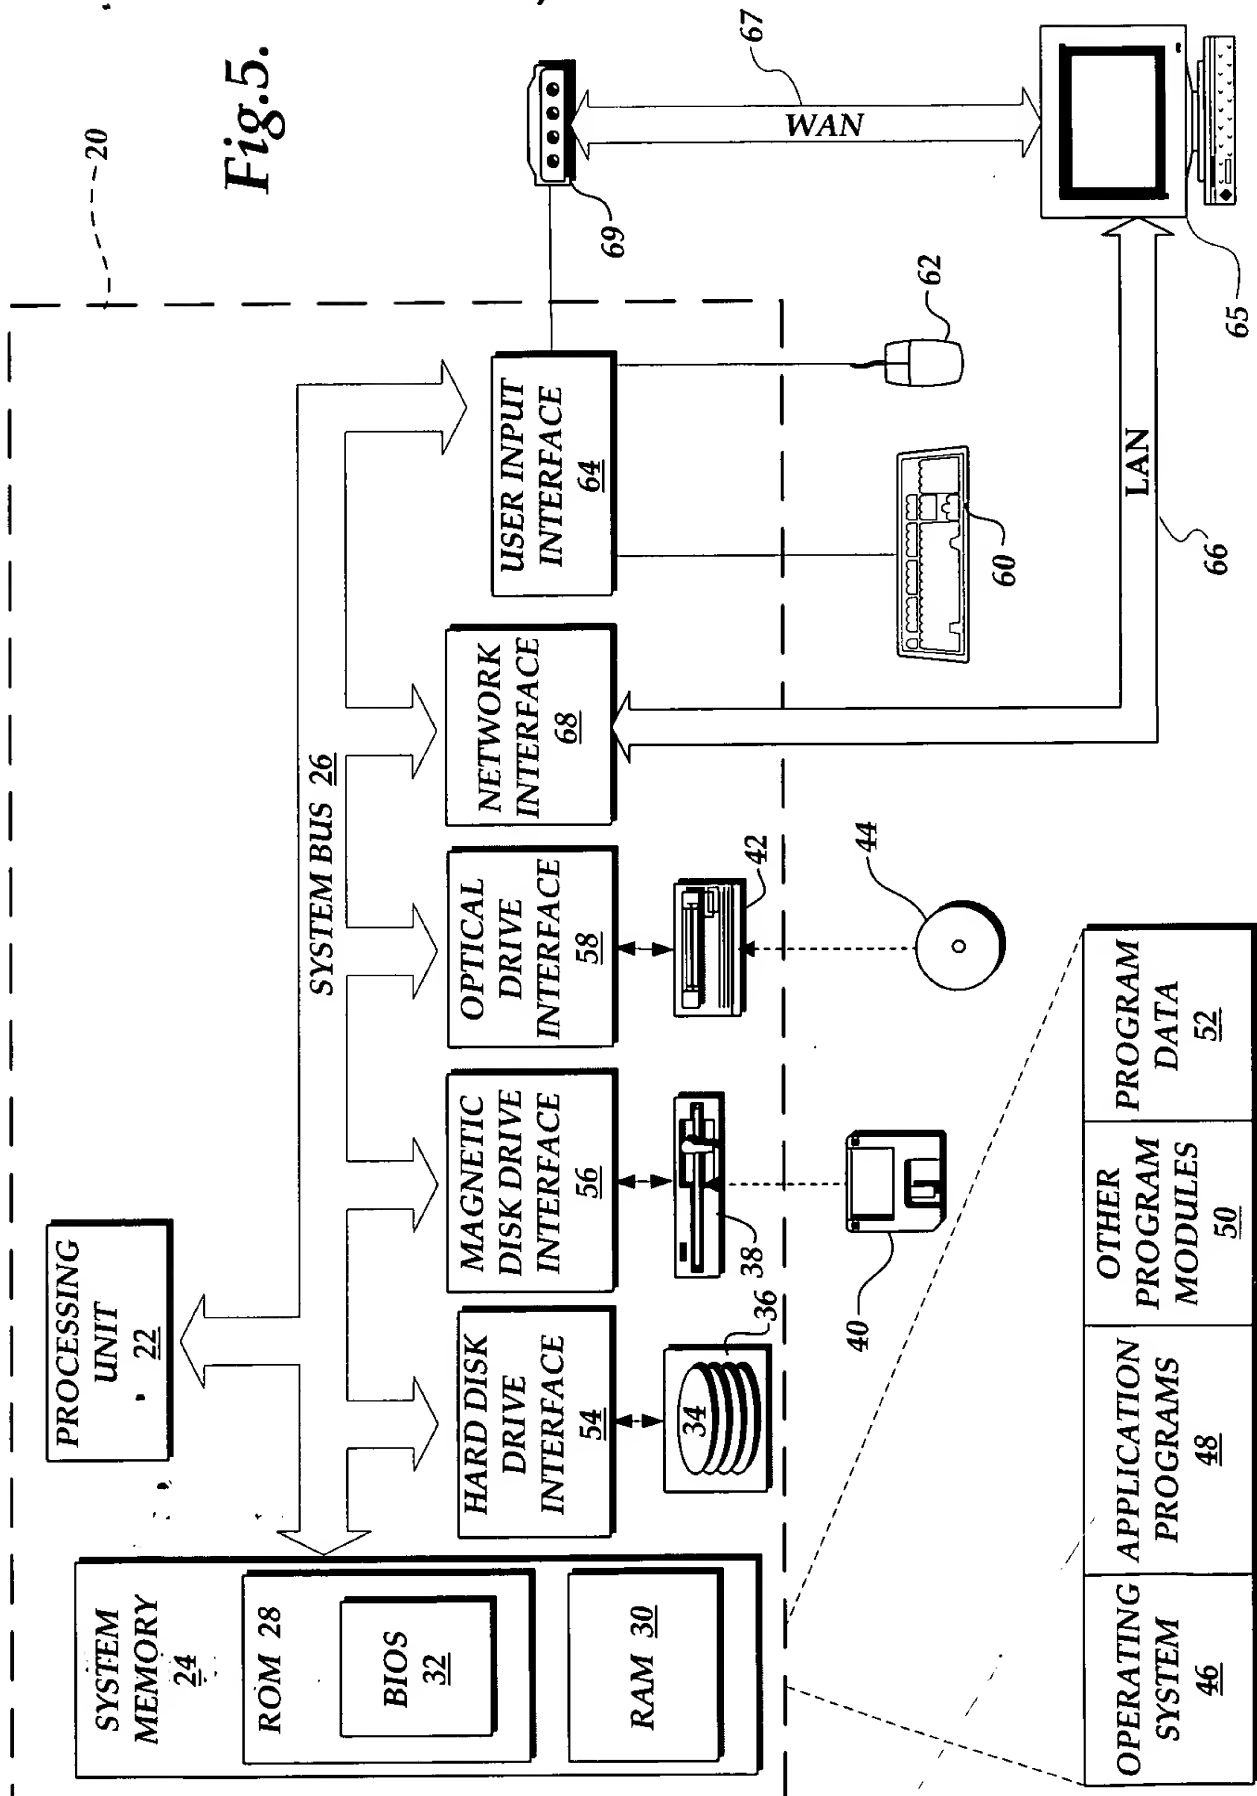 Fig.5.
20
PROCESSING
UNIT
22
SYSTEM
MEMORY
24
ROM 28
BIOS
32
RAM 30
SYSTEM BUS 26
HARD DISK
DRIVE
INTERFACE
54
MAGNETIC
DISK DRIVE
INTERFACE
56
OPTICAL
DRIVE
INTERFACE
58
NETWORK
INTERFACE
68
USER INPUT
INTERFACE
64
34
36
38
42
40
44
60
62
69
WAN
67
LAN
66
65
OPERATING
SYSTEM
46
APPLICATION
PROGRAMS
48
OTHER
PROGRAM
MODULES
50
PROGRAM
DATA
52